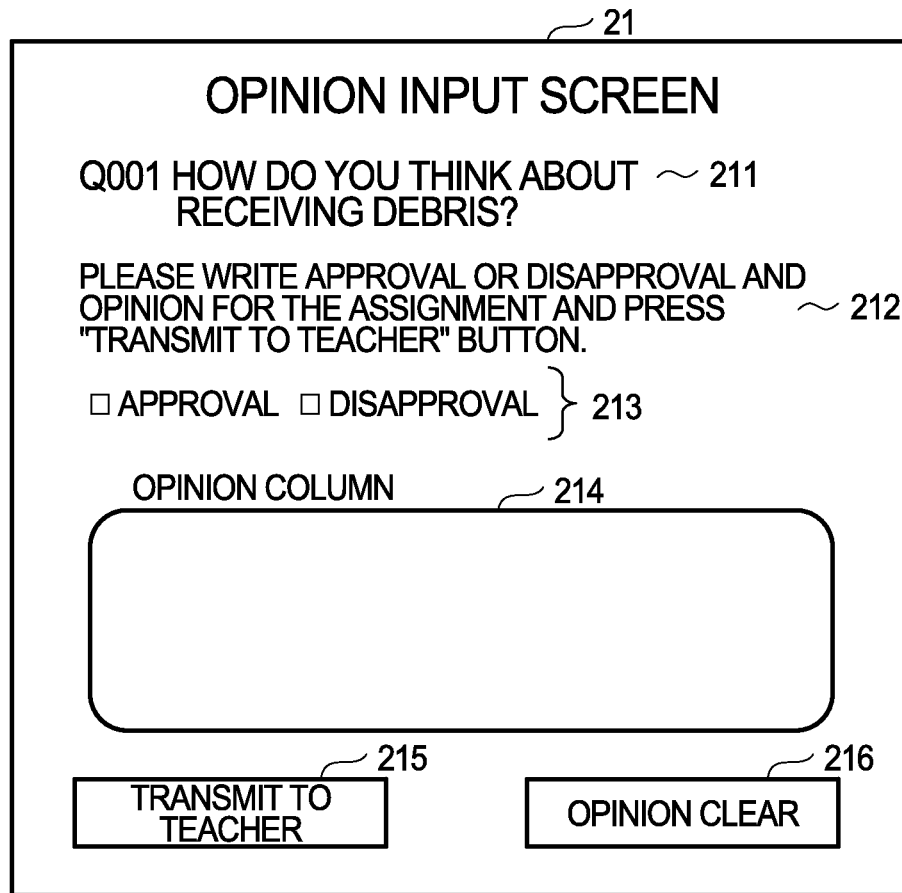 21
OPINION INPUT SCREEN
Q001 HOW DO YOU THINK ABOUT 211
RECEIVING DEBRIS?
PLEASE WRITE APPROVAL OR DISAPPROVAL AND
OPINION FOR THE ASSIGNMENT AND PRESS 212
"TRANSMIT TO TEACHER" BUTTON.
□ APPROVAL □ DISAPPROVAL 213
OPINION COLUMN 214
215 216
TRANSMIT TO
TEACHER
OPINION CLEAR